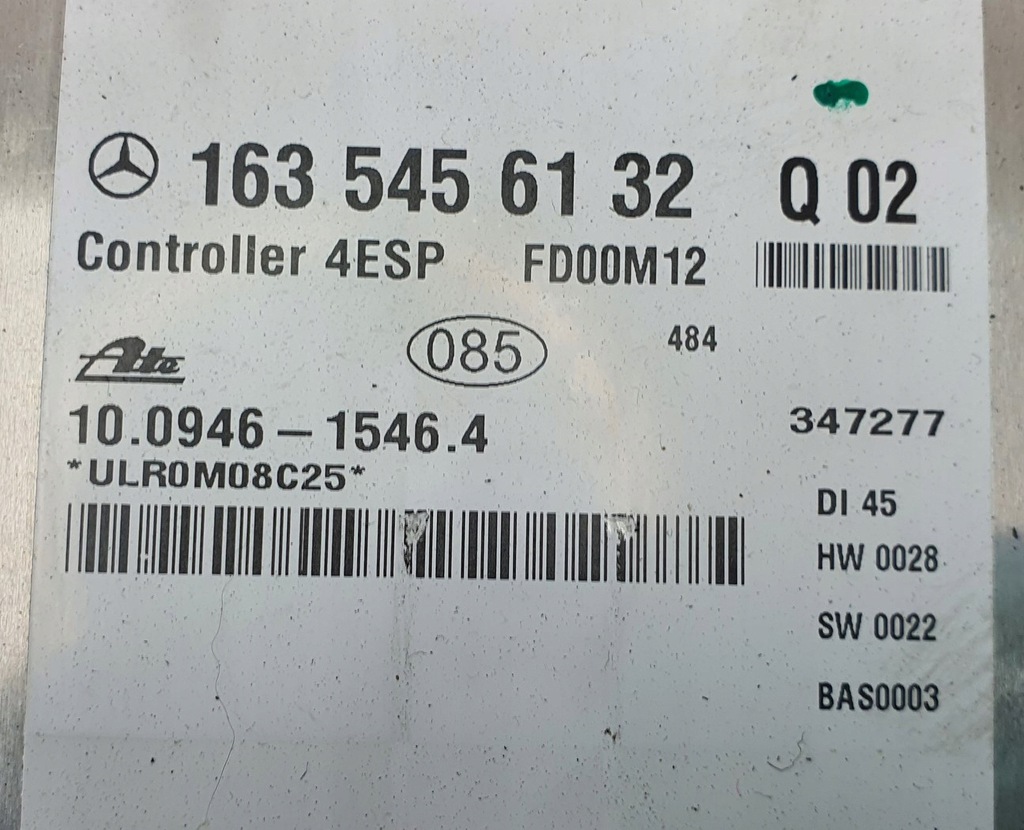 163 545 61 32 Q 02
Controller 4ESP FD00M12
Ate 085 484
10.0946–1546.4 347277
*ULR0M08C25*
DI 45
HW 0028
SW 0022
BAS0003